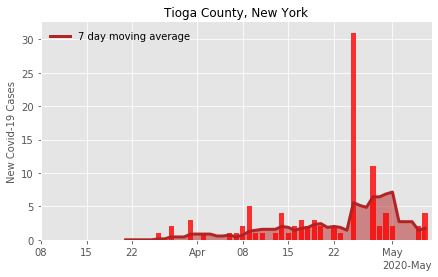 Tioga County, New York
7 day moving average
New Covid-19 Cases
30
25
20
15
10
5
0
08
15
22
Apr
08
15
22
May
2020-May